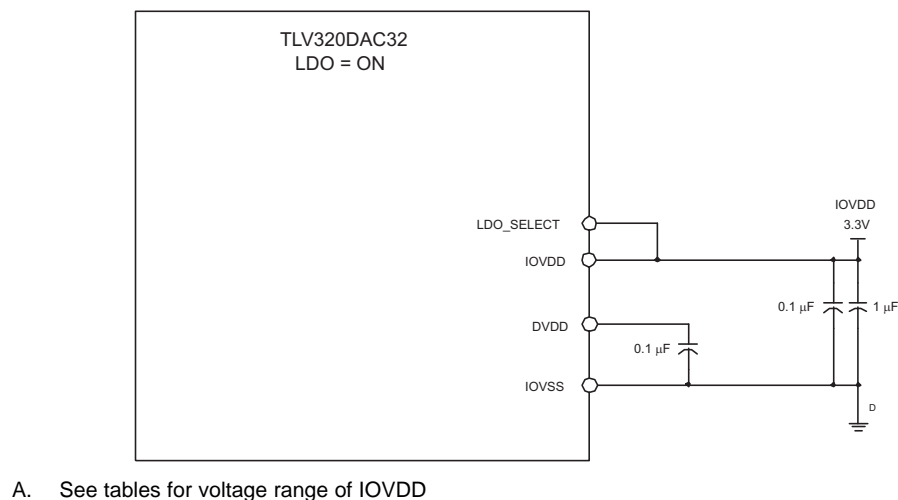 TLV320DAC32
LDO = ON
LDO_SELECT
IOVDD
DVDD
IOVSS
0.1 μF
IOVDD
3.3V
0.1 μF
1 μF
D
A. See tables for voltage range of IOVDD